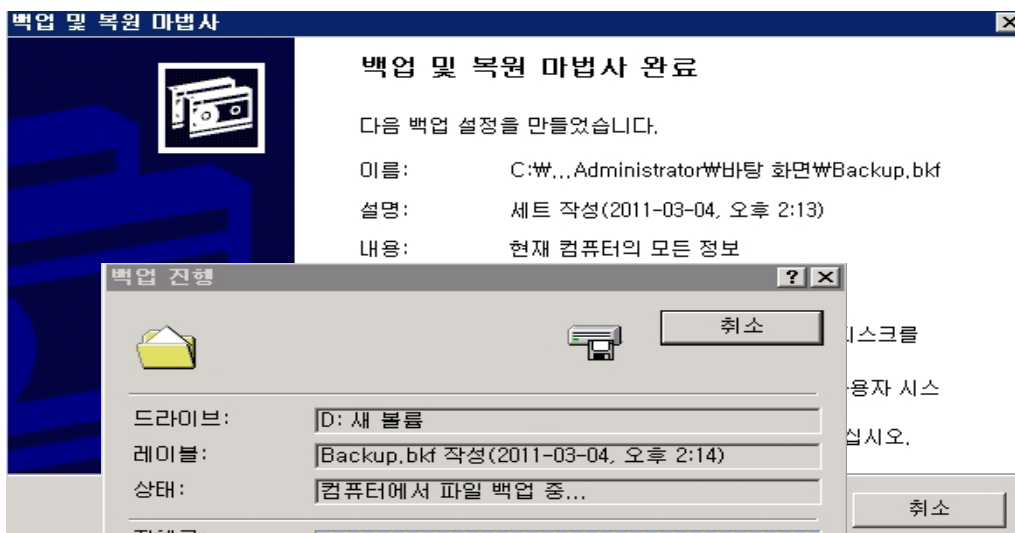 백업 및 복원 마법사
백업 및 복원 마법사 완료
다음 백업 설정을 만들었습니다.
이름: C:₩...Administrator₩바탕 화면₩Backup.bkf
설명: 세트 작성(2011-03-04, 오후 2:13)
내용: 현재 컴퓨터의 모든 정보
백업 진행
취소
스크를
용자 시스
십시오.
드라이브: D: 새 볼륨
레이블: Backup.bkf 작성(2011-03-04, 오후 2:14)
상태: 컴퓨터에서 파일 백업 중...
취소